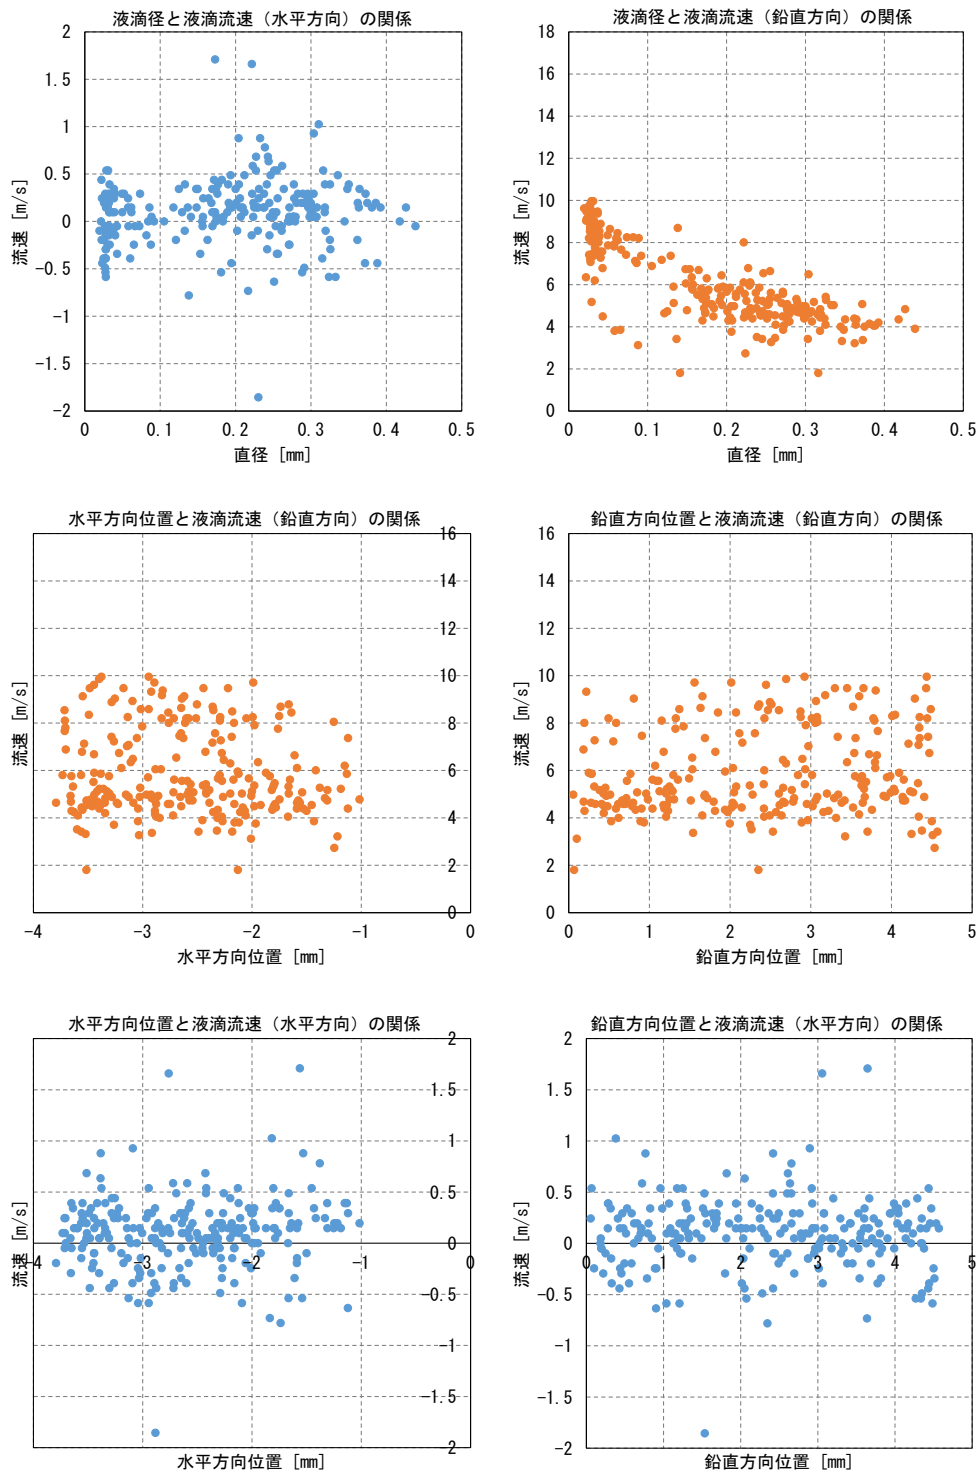 液滴径と液滴流速（水平方向）の関係
2
1.5
1
0.5
0
−0.5
−1
−1.5
−2
流速 [m/s]
0 0.1 0.2 0.3 0.4 0.5
直径 [mm]
液滴径と液滴流速（鉛直方向）の関係
18
16
14
12
10
8
6
4
2
0
流速 [m/s]
0 0.1 0.2 0.3 0.4 0.5
直径 [mm]
水平方向位置と液滴流速（鉛直方向）の関係
16
14
12
10
8
6
4
2
0
流速 [m/s]
−4 −3 −2 −1 0
水平方向位置 [mm]
鉛直方向位置と液滴流速（鉛直方向）の関係
16
14
12
10
8
6
4
2
0
流速 [m/s]
0 1 2 3 4 5
鉛直方向位置 [mm]
水平方向位置と液滴流速（水平方向）の関係
2
1.5
1
0.5
0
−0.5
−1
−1.5
−2
流速 [m/s]
−4 −3 −2 −1 0
水平方向位置 [mm]
鉛直方向位置と液滴流速（水平方向）の関係
2
1.5
1
0.5
0
−0.5
−1
−1.5
−2
流速 [m/s]
0 1 2 3 4 5
鉛直方向位置 [mm]